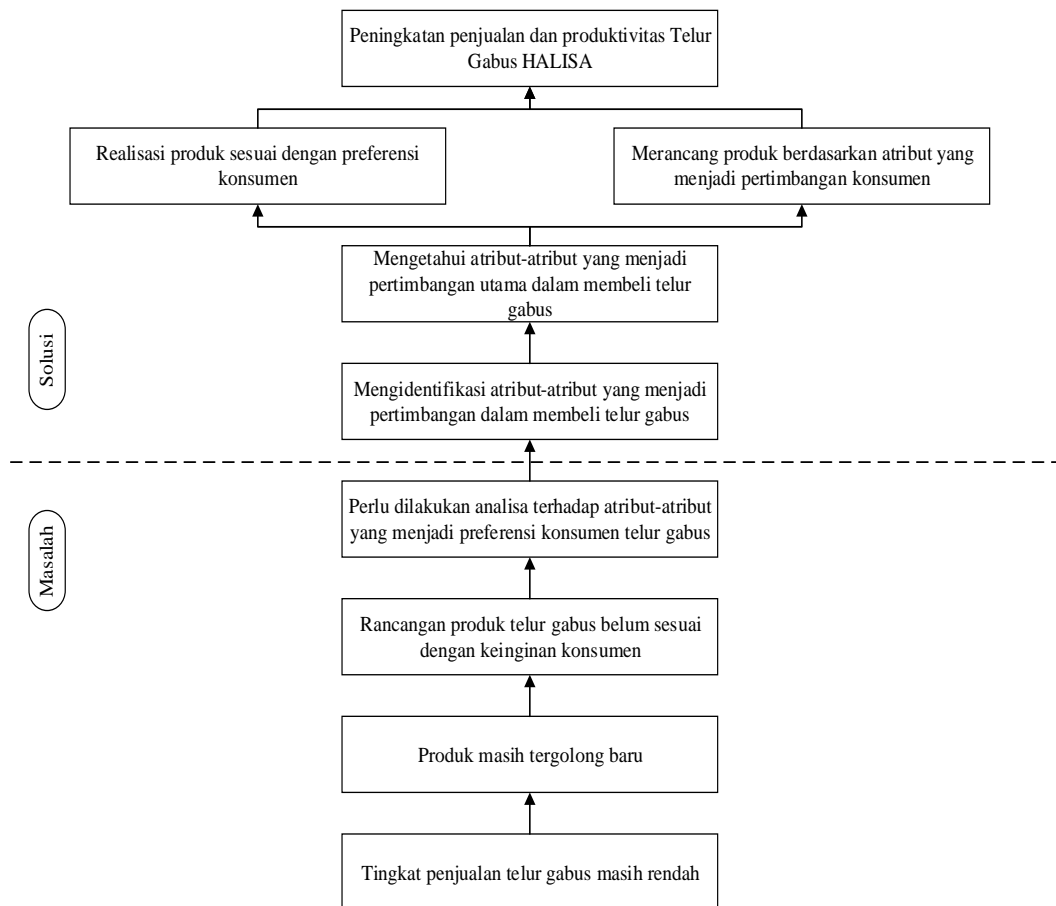 Peningkatan penjualan dan produktivitas Telur
Gabus HALISA
Realisasi produk sesuai dengan preferensi
konsumen
Merancang produk berdasarkan atribut yang
menjadi pertimbangan konsumen
Mengetahui atribut-atribut yang menjadi
pertimbangan utama dalam membeli telur
gabus
Solusi
Mengidentifikasi atribut-atribut yang menjadi
pertimbangan dalam membeli telur gabus
Perlu dilakukan analisa terhadap atribut-atribut
yang menjadi preferensi konsumen telur gabus
Masalah
Rancangan produk telur gabus belum sesuai
dengan keinginan konsumen
Produk masih tergolong baru
Tingkat penjualan telur gabus masih rendah